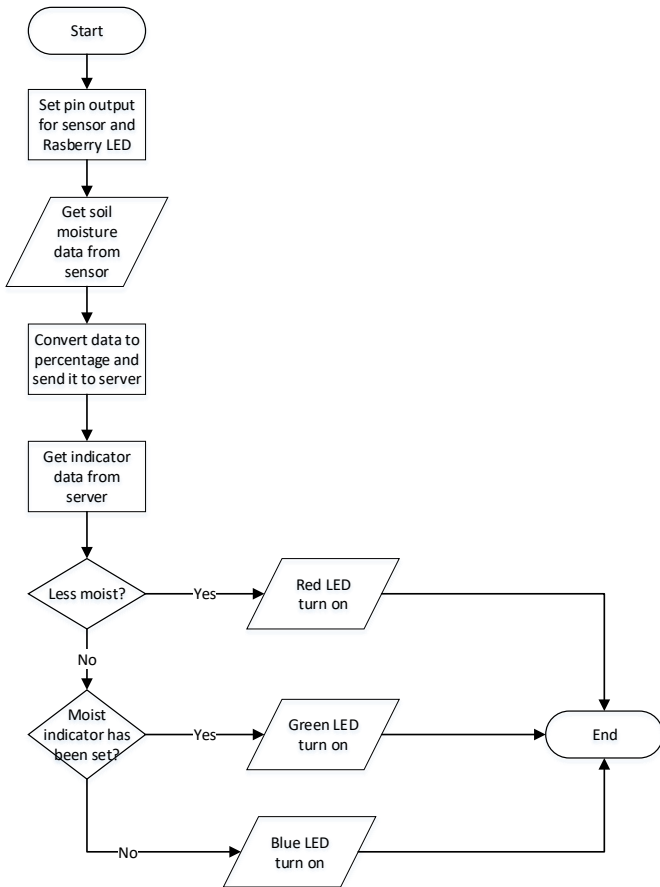 Start
Set pin output
for sensor and
Rasberry LED
Get soil
moisture
data from
sensor
Convert data to
percentage and
send it to server
Get indicator
data from
server
Less moist?
Yes
Red LED
turn on
No
Moist
indicator has
been set?
Yes
Green LED
turn on
End
No
Blue LED
turn on